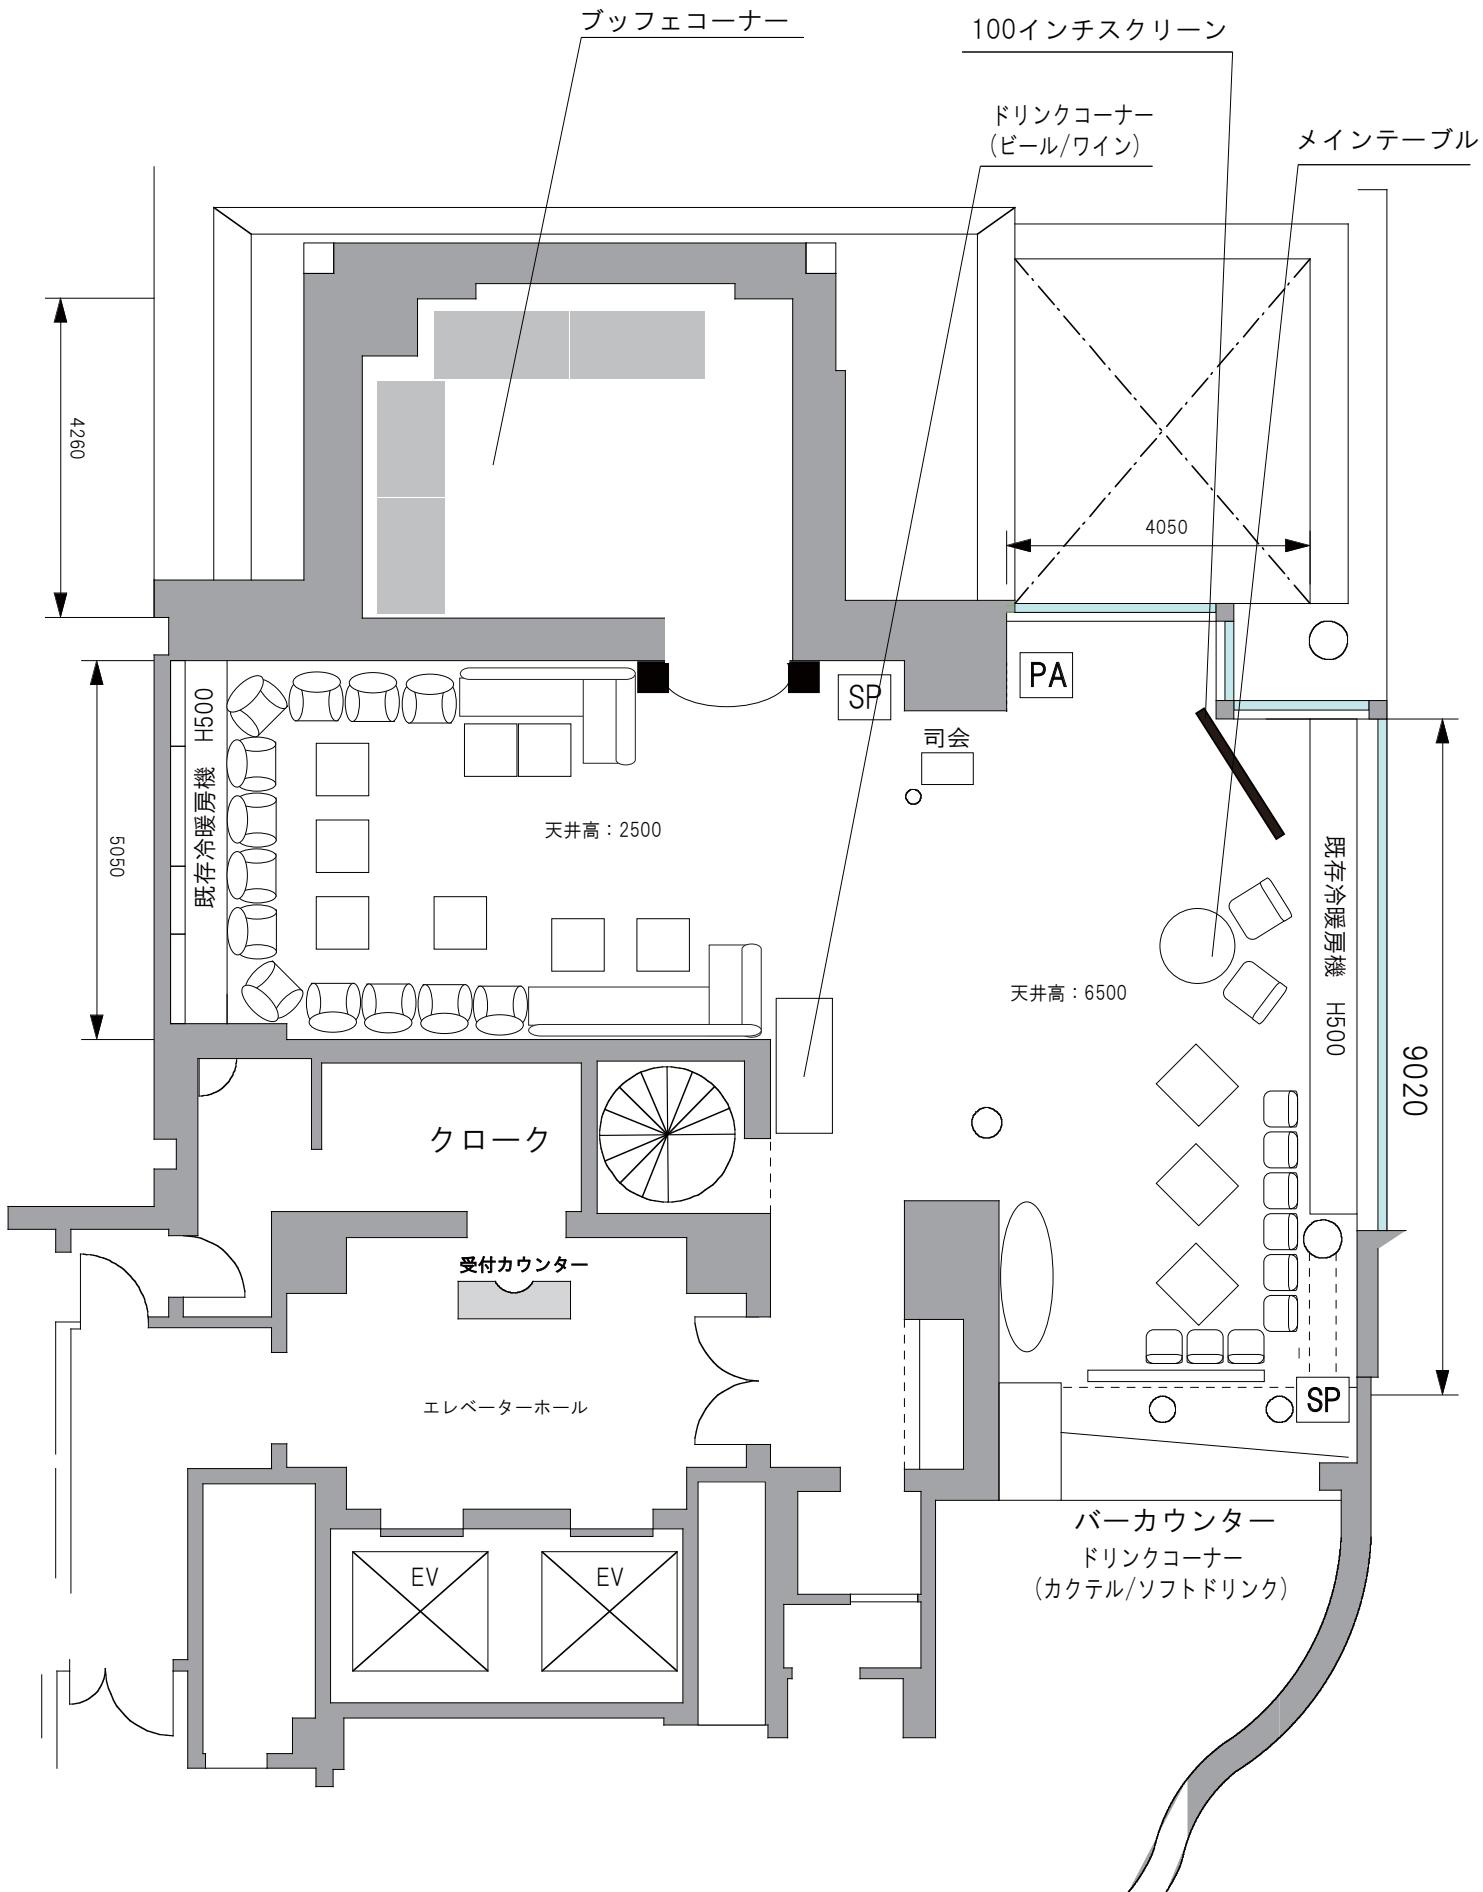 ブッフェコーナー
100インチスクリーン
ドリンクコーナー
(ビール/ワイン)
メインテーブル
4260
4050
PA
SP
司会
既存冷暖房機 H500
天井高：2500
5050
既存冷暖房機 H500
天井高：6500
9020
クローク
受付カウンター
エレベーターホール
SP
バーカウンター
ドリンクコーナー
(カクテル/ソフトドリンク)
EV
EV